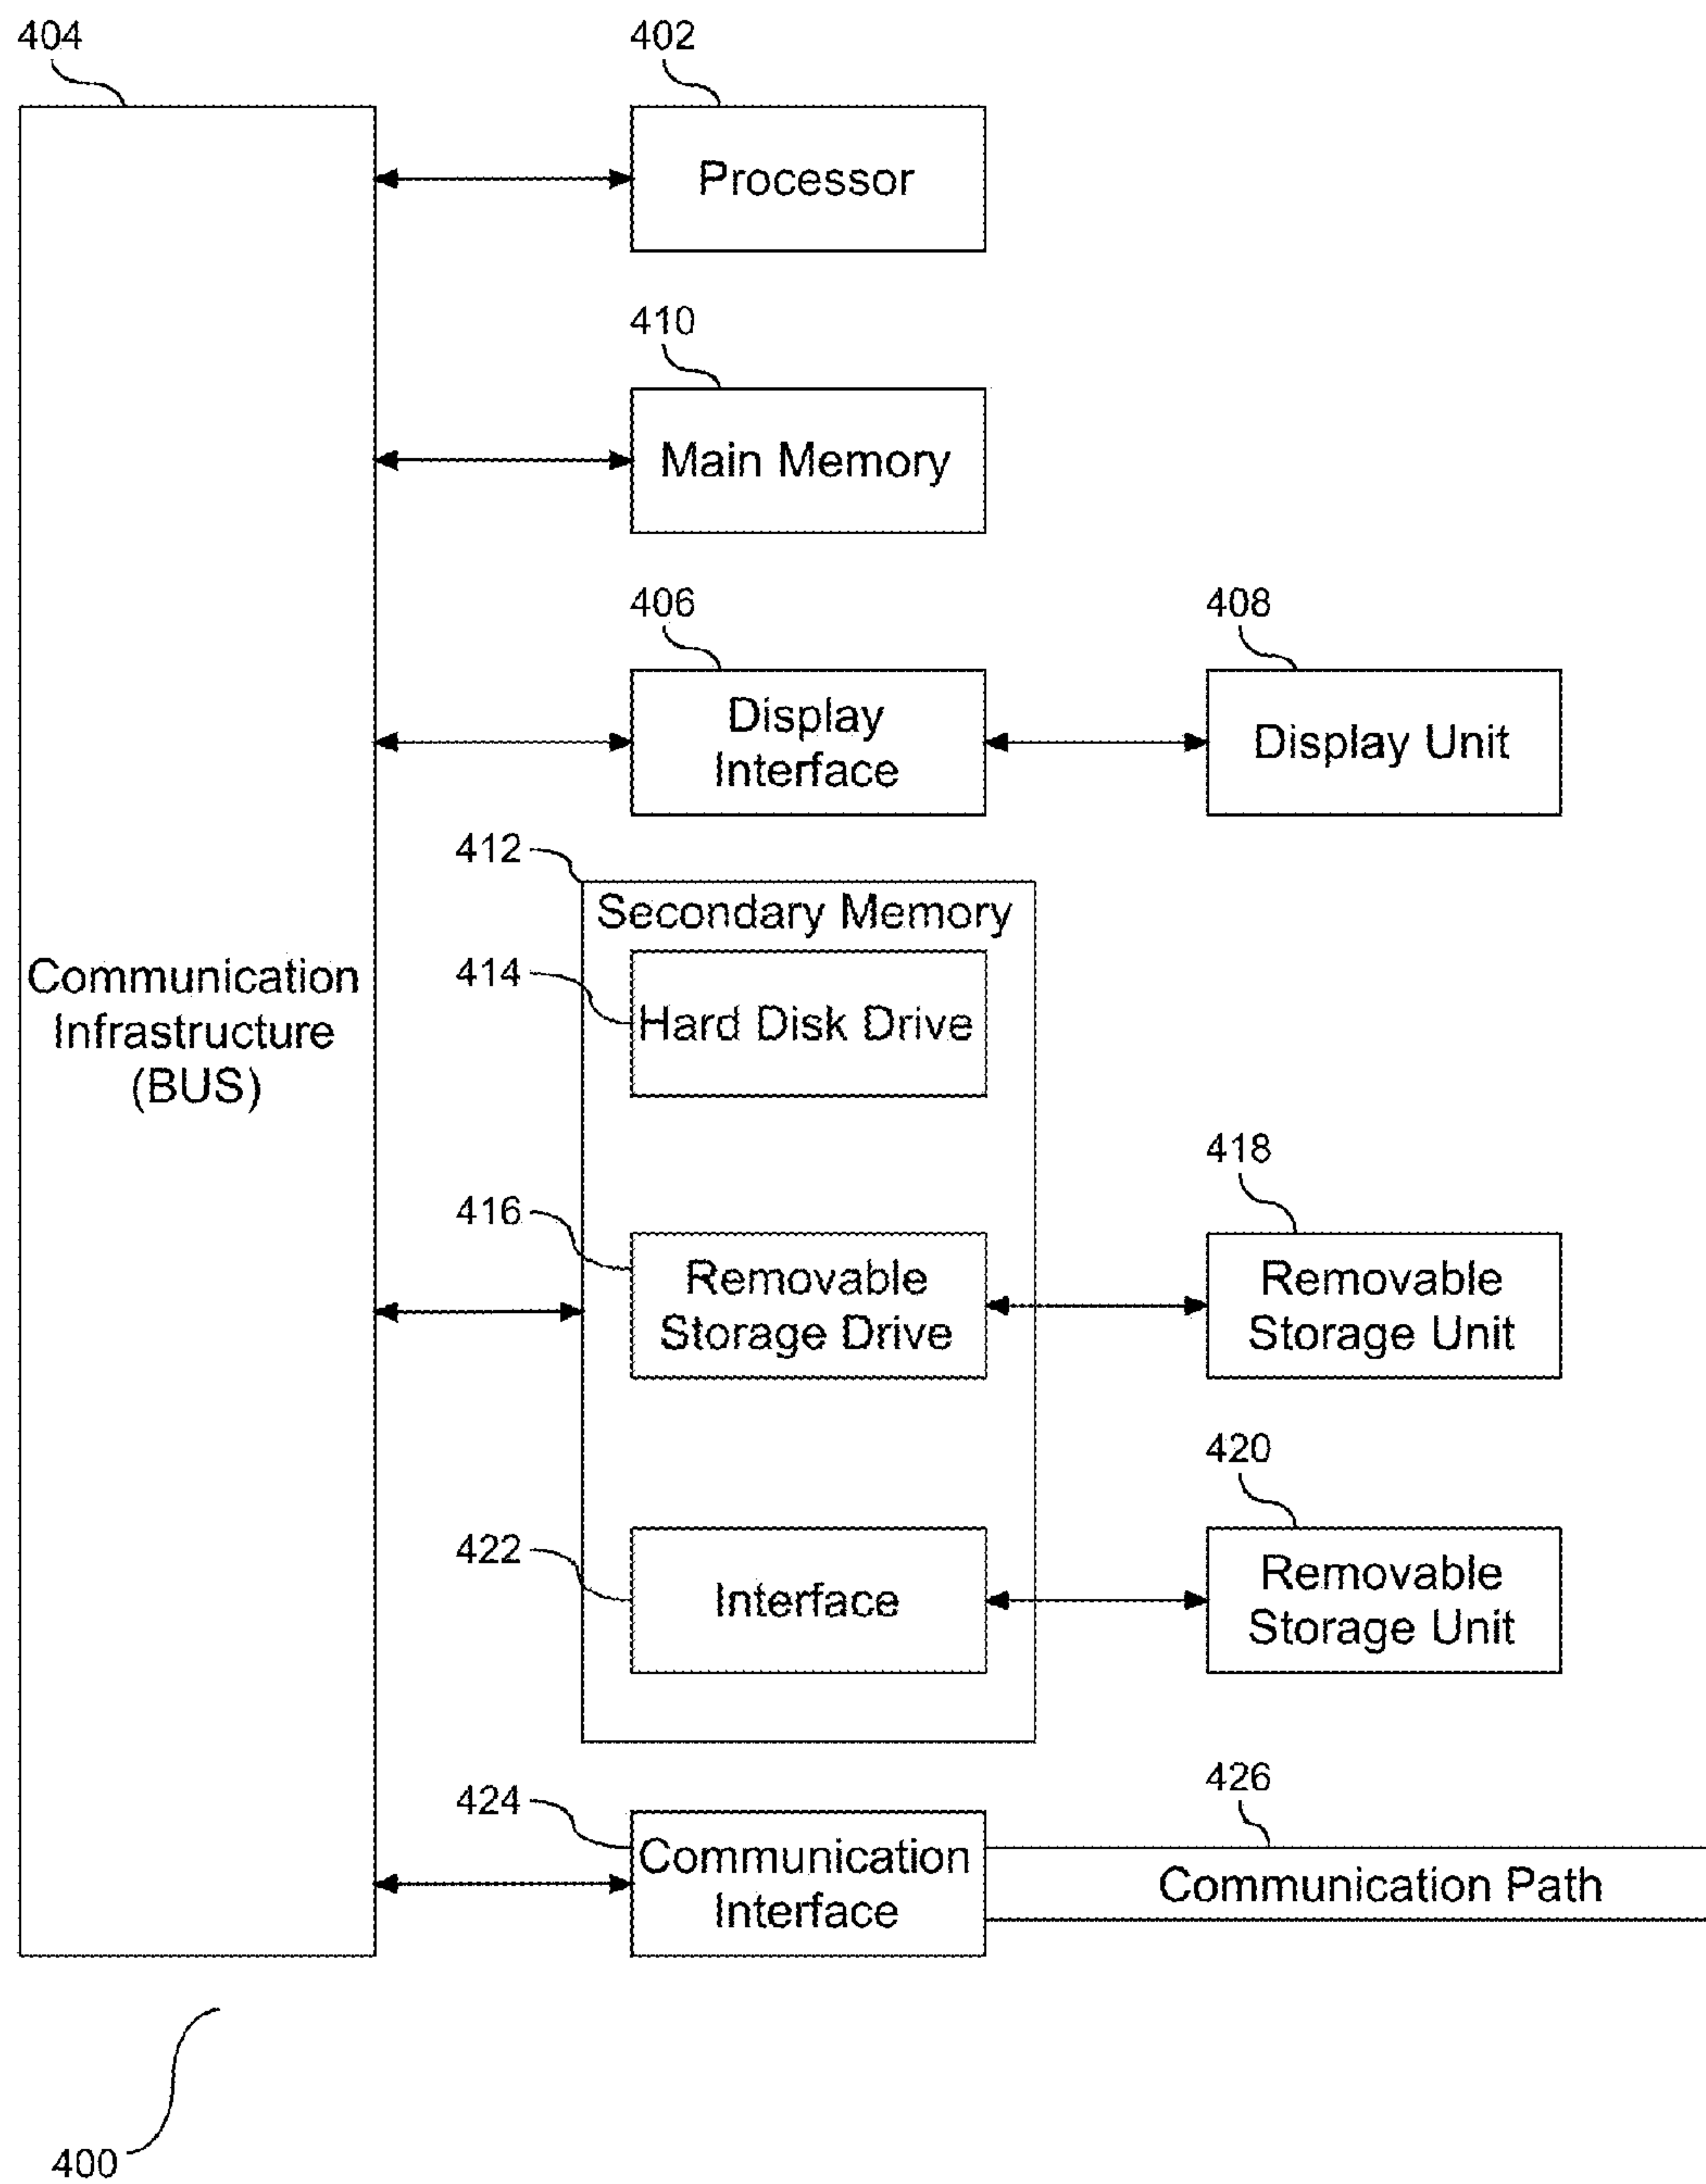 404
402
Processor
410
Main Memory
406
408
Display
Interface
Display Unit
412
Secondary Memory
414
Hard Disk Drive
Communication
Infrastructure
(BUS)
416
418
Removable
Storage Drive
Removable
Storage Unit
420
422
Interface
Removable
Storage Unit
424
426
Communication
Interface
Communication Path
400